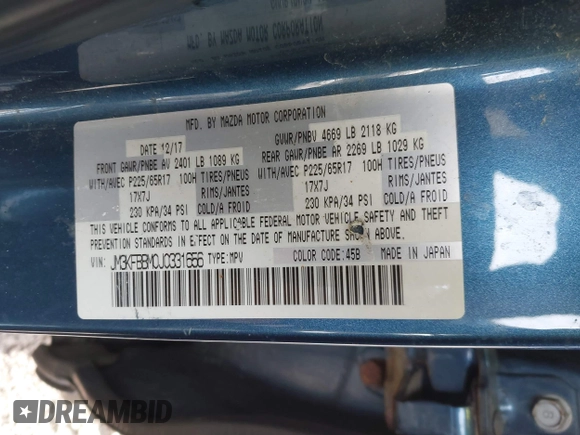 MFD. BY MAZDA MOTOR CORPORATION
DATE 12/17 GVWR/PNBV 4669 LB 2118 KG
FRONT GAWR/PNBE AV 2401 LB 1089 KG REAR GAWR/PNBE AR 2269 LB 1029 KG
WITH/AVEC P225/65R17 100H TIRES/PNEUS WITH/AVEC P225/65R17 100H TIRES/PNEUS
17X7J RIMS/JANTES 17X7J RIMS/JANTES
230 KPA/34 PSI COLD/A FROID 230 KPA/34 PSI COLD/A FROID
THIS VEHICLE CONFORMS TO ALL APPLICABLE FEDERAL MOTOR VEHICLE SAFETY AND THEFT
PREVENTION STANDARDS IN EFFECT ON THE DATE OF MANUFACTURE SHOWN ABOVE.
VIN: JM3KFBBM0J0331656 TYPE: MPV COLOR CODE: 45B MADE IN JAPAN
DREAMBID